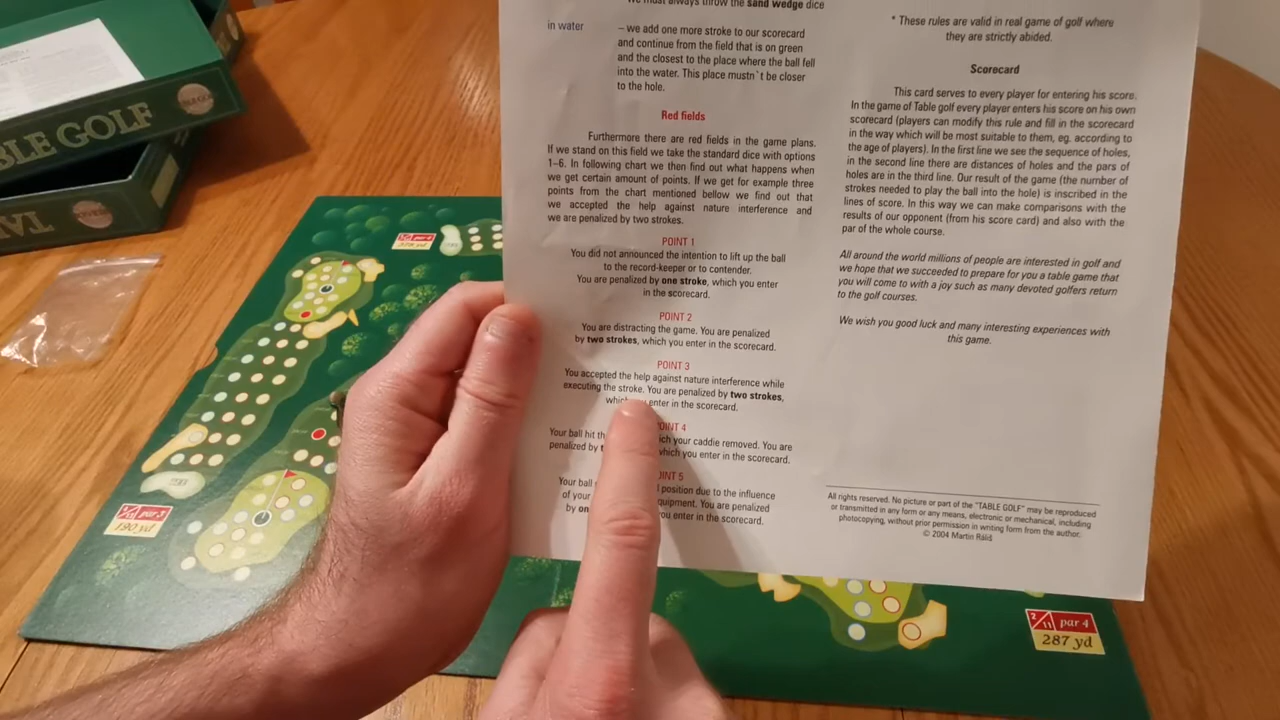 We must always throw the sand wedge dice
in water
– we add one more stroke to our scorecard
and continue from the field that is on green
and the closest to the place where the ball fell
into the water. This place mustn`t be closer
to the hole.
Red fields
Furthermore there are red fields in the game plans.
If we stand on this field we take the standard dice with options
1–6. In following chart we then find out what happens when
we get certain amount of points. If we get for example three
points from the chart mentioned bellow we find out that
we accepted the help against nature interference and
we are penalized by two strokes.
POINT 1
You did not announced the intention to lift up the ball
to the record-keeper or to contender.
You are penalized by one stroke, which you enter
in the scorecard.
POINT 2
You are distracting the game. You are penalized
by two strokes, which you enter in the scorecard.
POINT 3
You accepted the help against nature interference while
executing the stroke. You are penalized by two strokes,
which you enter in the scorecard.
POINT 4
Your ball hit th ich your caddie removed. You are
penalized by which you enter in the scorecard.
POINT 5
Your ball position due to the influence
of your equipment. You are penalized
by on you enter in the scorecard.
* These rules are valid in real game of golf where
they are strictly abided.
Scorecard
This card serves to every player for entering his score.
In the game of Table golf every player enters his score on his own
scorecard (players can modify this rule and fill in the scorecard
in the way which will be most suitable to them, eg. according to
the age of players). In the first line we see the sequence of holes,
in the second line there are distances of holes and the pars of
holes are in the third line. Our result of the game (the number of
strokes needed to play the ball into the hole) is inscribed in the
lines of score. In this way we can make comparisons with the
results of our opponent (from his score card) and also with the
par of the whole course.
All around the world millions of people are interested in golf and
we hope that we succeeded to prepare for you a table game that
you will come to with a joy such as many devoted golfers return
to the golf courses.
We wish you good luck and many interesting experiences with
this game.
All rights reserved. No picture or part of the "TABLE GOLF" may be reproduced
or transmitted in any form or any means, electronic or mechanical, including
photocopying, without prior permission in writing form from the author.
© 2004 Martin Rálid
BLE GOLF
TA
par 4
par 3
190 yd
2/11 par 4
287 yd